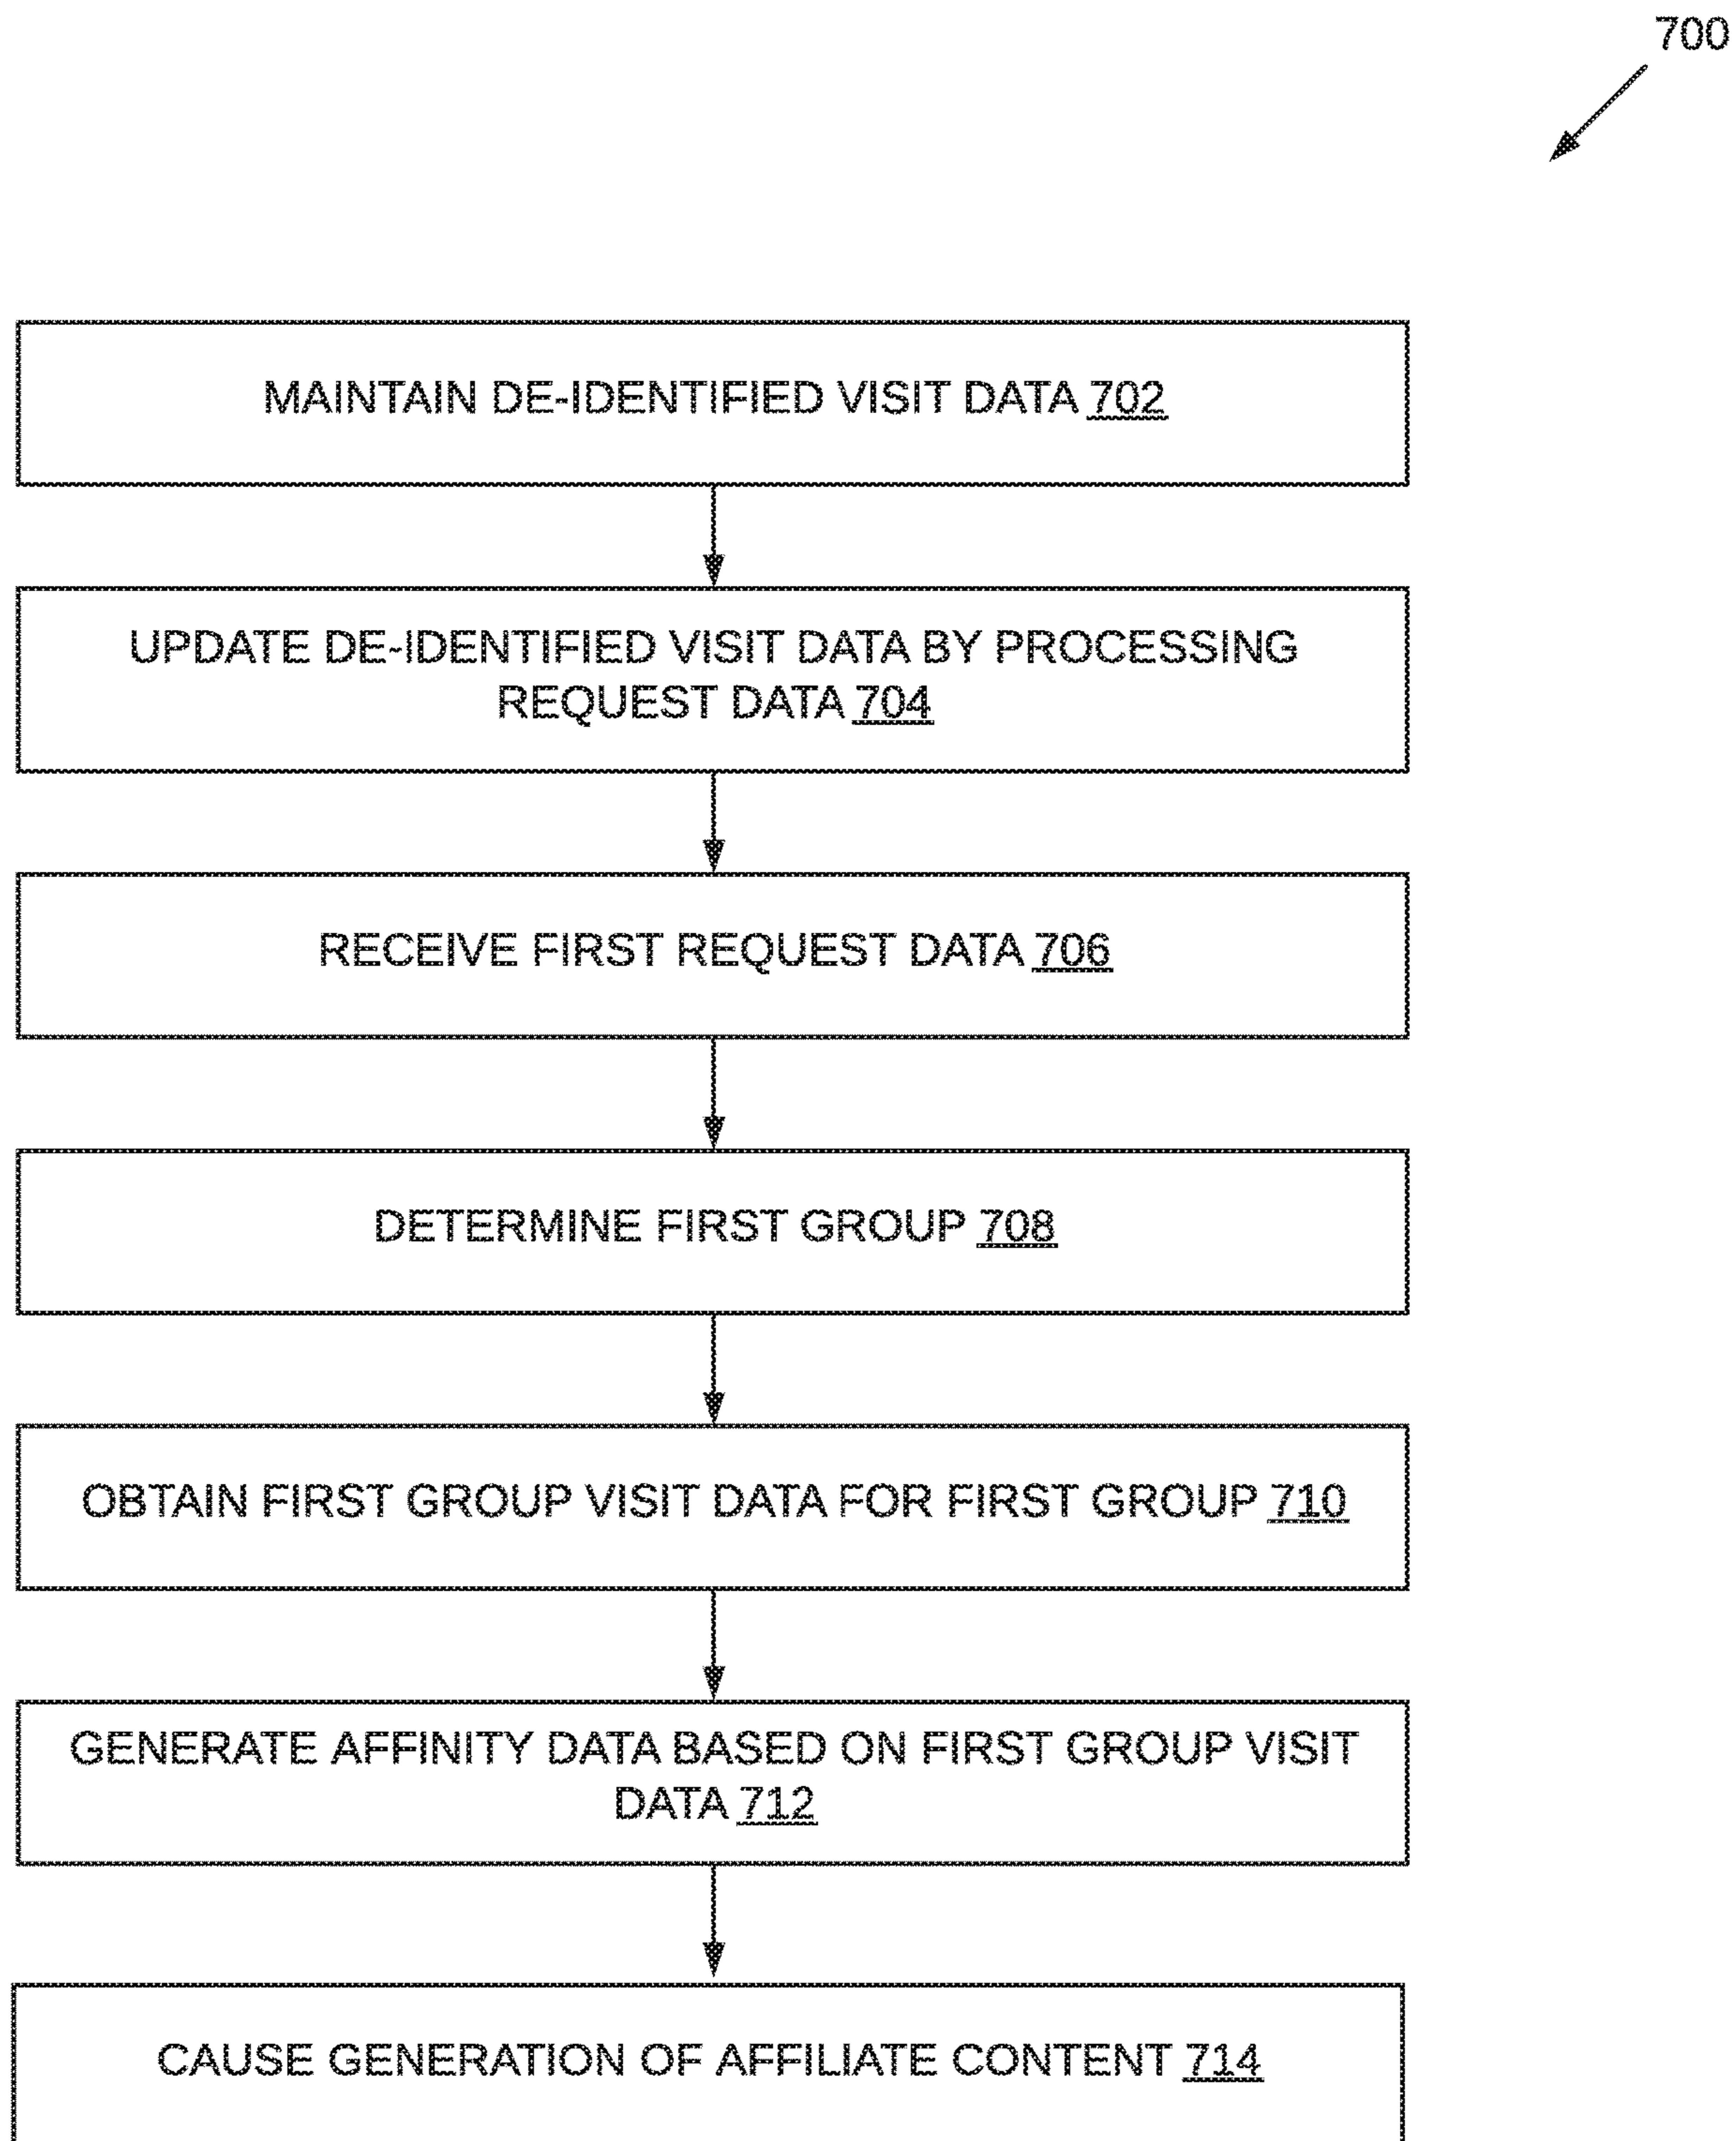 700
MAINTAIN DE-IDENTIFIED VISIT DATA 702
UPDATE DE-IDENTIFIED VISIT DATA BY PROCESSING
REQUEST DATA 704
RECEIVE FIRST REQUEST DATA 706
DETERMINE FIRST GROUP 708
OBTAIN FIRST GROUP VISIT DATA FOR FIRST GROUP 710
GENERATE AFFINITY DATA BASED ON FIRST GROUP VISIT
DATA 712
CAUSE GENERATION OF AFFILIATE CONTENT 714